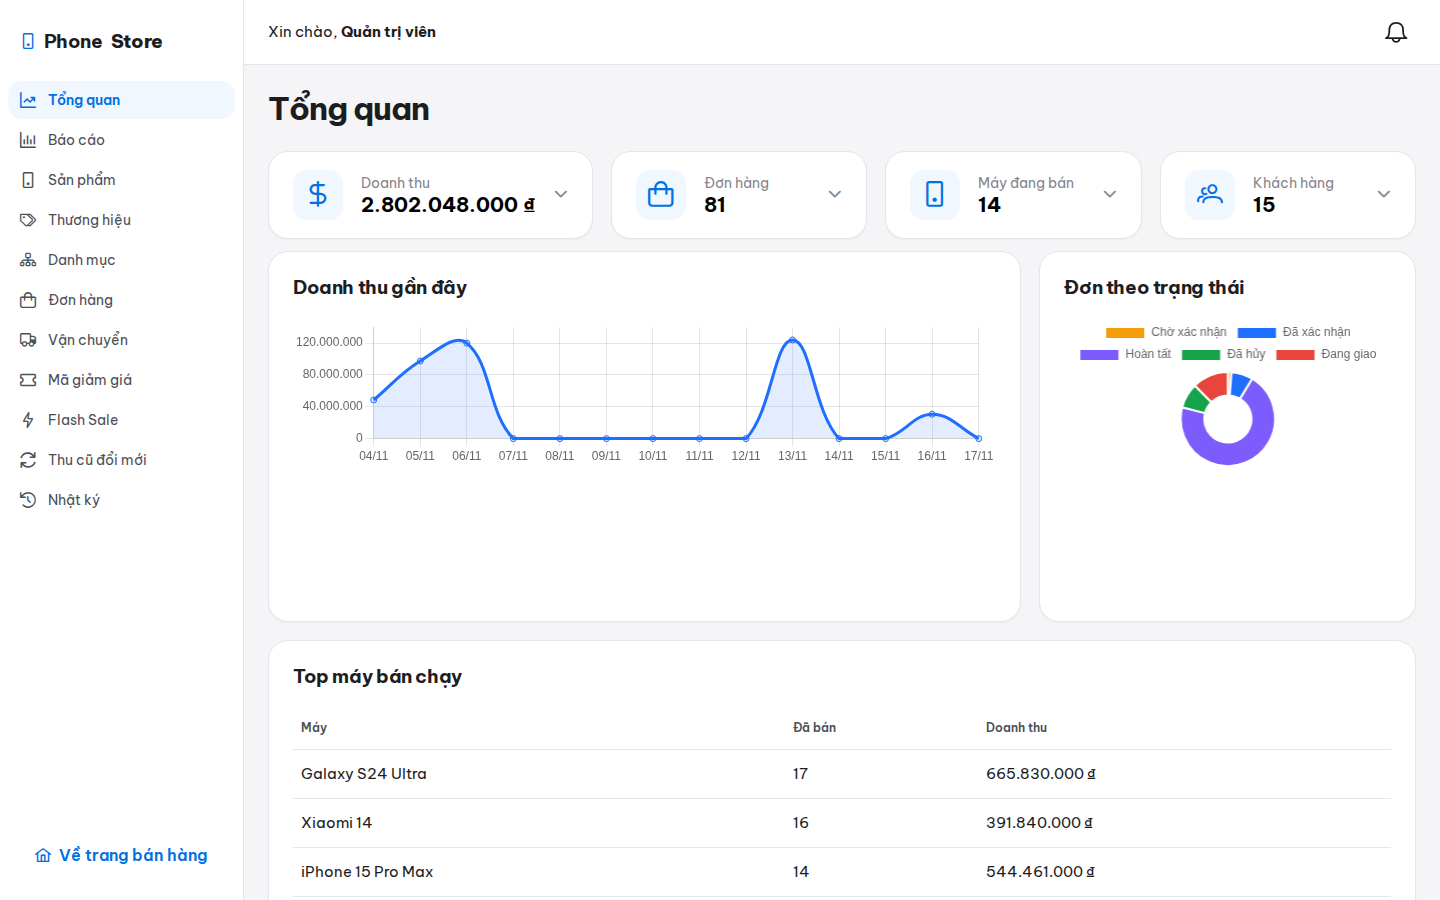 Phone Store
Xin chào, Quản trị viên
Tổng quan
Báo cáo
Sản phẩm
Thương hiệu
Danh mục
Đơn hàng
Vận chuyển
Mã giảm giá
Flash Sale
Thu cũ đổi mới
Nhật ký
Về trang bán hàng
Tổng quan
Doanh thu
2.802.048.000 ₫
Đơn hàng
81
Máy đang bán
14
Khách hàng
15
Doanh thu gần đây
120.000.000
80.000.000
40.000.000
0
04/11 05/11 06/11 07/11 08/11 09/11 10/11 11/11 12/11 13/11 14/11 15/11 16/11 17/11
Đơn theo trạng thái
Chờ xác nhận Đã xác nhận
Hoàn tất Đã hủy Đang giao
Top máy bán chạy
Máy Đã bán Doanh thu
Galaxy S24 Ultra 17 665.830.000 ₫
Xiaomi 14 16 391.840.000 ₫
iPhone 15 Pro Max 14 544.461.000 ₫